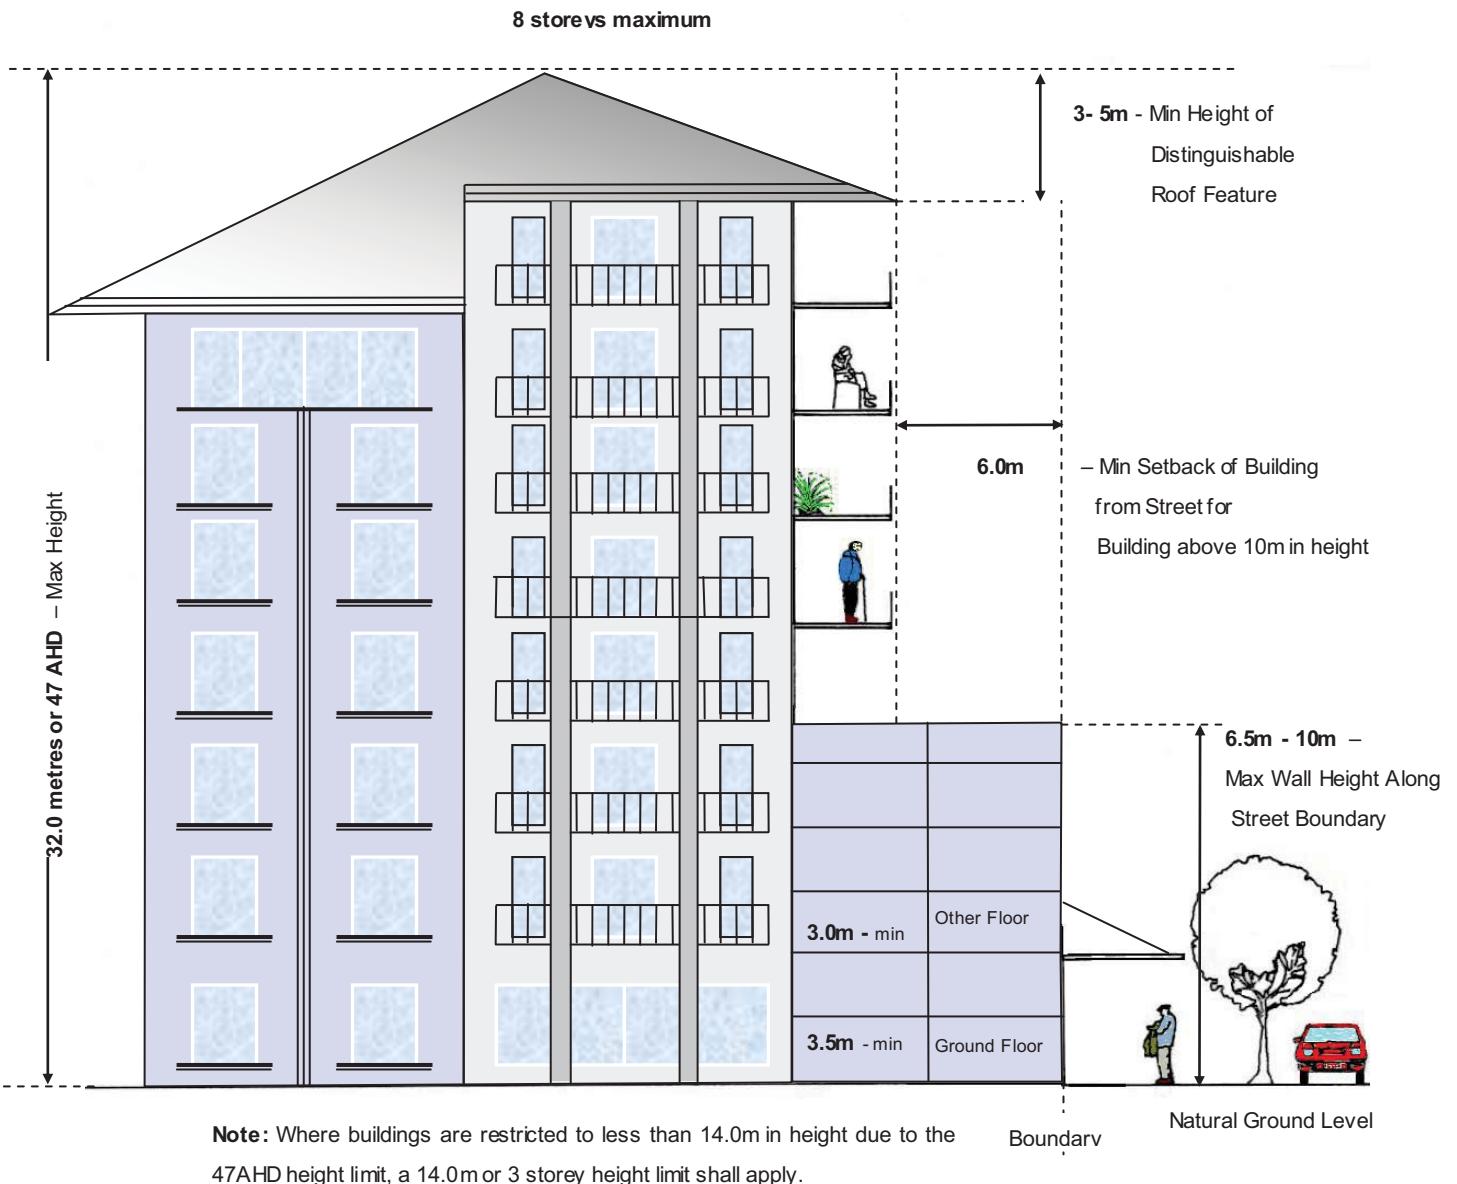 8 storeys maximum
3- 5m - Min Height of
Distinguishable
Roof Feature
6.0m – Min Setback of Building
from Street for
Building above 10m in height
32.0 metres or 47 AHD – Max Height
6.5m - 10m –
Max Wall Height Along
Street Boundary
3.0m - min Other Floor
3.5m - min Ground Floor
Natural Ground Level
Boundary
Note: Where buildings are restricted to less than 14.0m in height due to the
47AHD height limit, a 14.0m or 3 storey height limit shall apply.